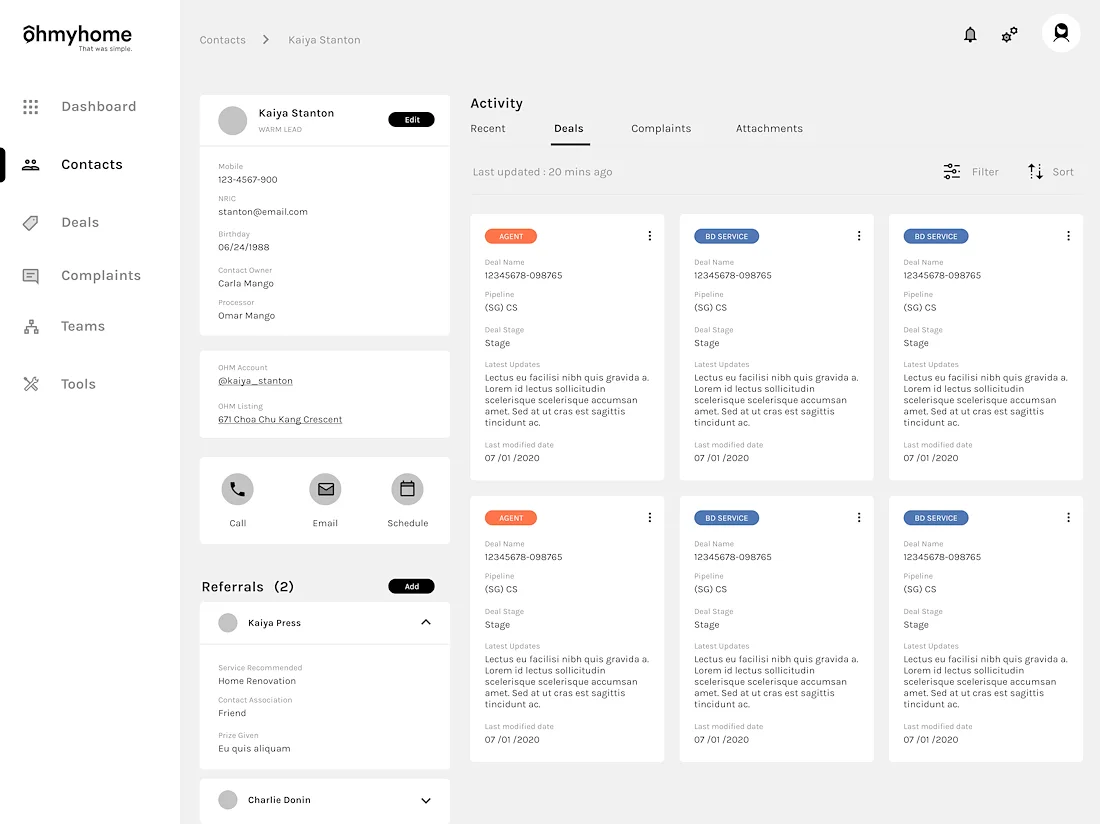 ohmyhome
That was simple.
Dashboard
Contacts
Deals
Complaints
Teams
Tools
Contacts
Kaiya Stanton
Kaiya Stanton
WARM LEAD
Edit
Mobile
123-4567-900
NRIC
stanton@email.com
Birthday
06/24/1988
Contact Owner
Carla Mango
Processor
Omar Mango
OHM Account
@kaiya_stanton
OHM Listing
671 Choa Chu Kang Crescent
Call
Email
Schedule
Referrals (2)
Add
Kaiya Press
Service Recommended
Home Renovation
Contact Association
Friend
Prize Given
Eu quis aliquam
Charlie Donin
Activity
Recent
Deals
Complaints
Attachments
Last updated : 20 mins ago
Filter
Sort
AGENT
Deal Name
12345678-098765
Pipeline
(SG) CS
Deal Stage
Stage
Latest Updates
Lectus eu facilisi nibh quis gravida a.
Lorem id lectus sollicitudin
scelerisque scelerisque accumsan
amet. Sed at ut cras est sagittis
tincidunt ac.
Last modified date
07 /01 /2020
BD SERVICE
Deal Name
12345678-098765
Pipeline
(SG) CS
Deal Stage
Stage
Latest Updates
Lectus eu facilisi nibh quis gravida a.
Lorem id lectus sollicitudin
scelerisque scelerisque accumsan
amet. Sed at ut cras est sagittis
tincidunt ac.
Last modified date
07 /01 /2020
BD SERVICE
Deal Name
12345678-098765
Pipeline
(SG) CS
Deal Stage
Stage
Latest Updates
Lectus eu facilisi nibh quis gravida a.
Lorem id lectus sollicitudin
scelerisque scelerisque accumsan
amet. Sed at ut cras est sagittis
tincidunt ac.
Last modified date
07 /01 /2020
AGENT
Deal Name
12345678-098765
Pipeline
(SG) CS
Deal Stage
Stage
Latest Updates
Lectus eu facilisi nibh quis gravida a.
Lorem id lectus sollicitudin
scelerisque scelerisque accumsan
amet. Sed at ut cras est sagittis
tincidunt ac.
Last modified date
07 /01 /2020
BD SERVICE
Deal Name
12345678-098765
Pipeline
(SG) CS
Deal Stage
Stage
Latest Updates
Lectus eu facilisi nibh quis gravida a.
Lorem id lectus sollicitudin
scelerisque scelerisque accumsan
amet. Sed at ut cras est sagittis
tincidunt ac.
Last modified date
07 /01 /2020
BD SERVICE
Deal Name
12345678-098765
Pipeline
(SG) CS
Deal Stage
Stage
Latest Updates
Lectus eu facilisi nibh quis gravida a.
Lorem id lectus sollicitudin
scelerisque scelerisque accumsan
amet. Sed at ut cras est sagittis
tincidunt ac.
Last modified date
07 /01 /2020